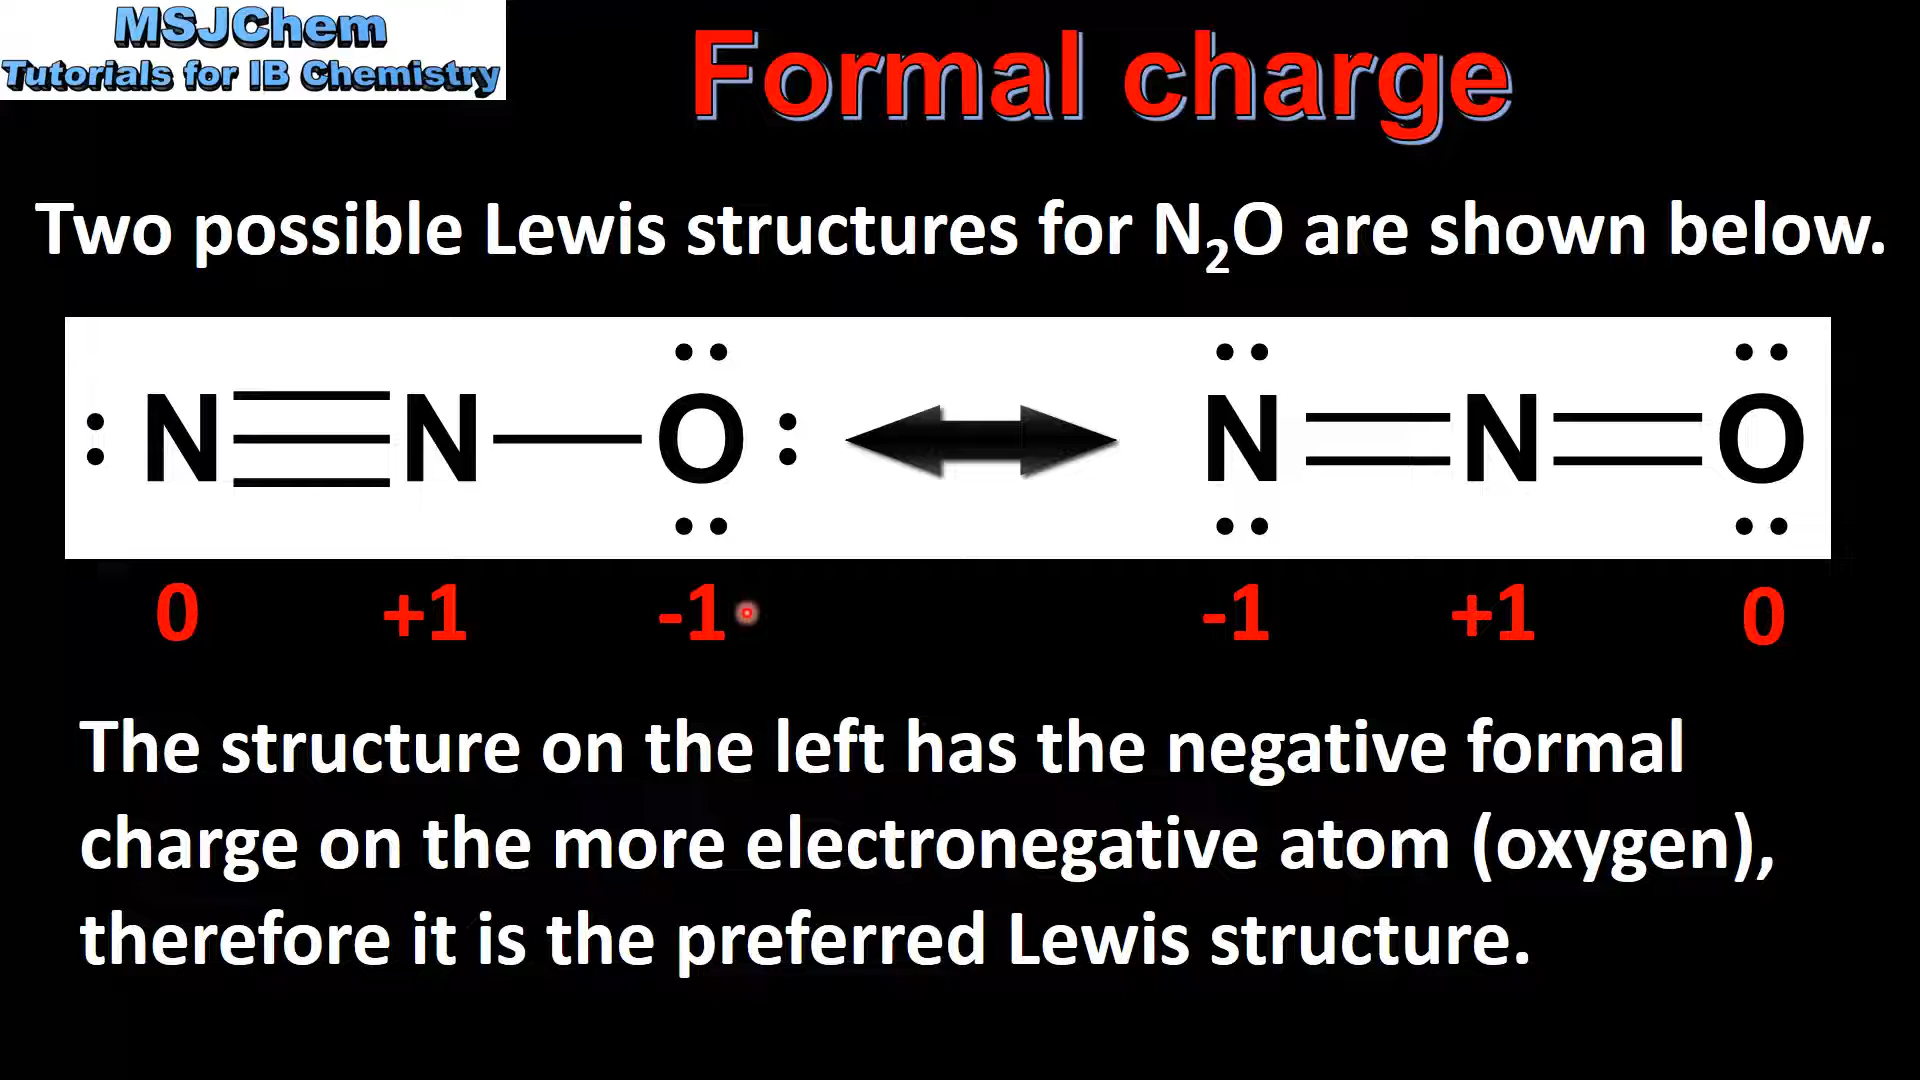 MSJChem
Tutorials for IB Chemistry
Formal charge
Two possible Lewis structures for N₂O are shown below.
N N O N N O
0 +1 -1 -1 +1 0
The structure on the left has the negative formal
charge on the more electronegative atom (oxygen),
therefore it is the preferred Lewis structure.